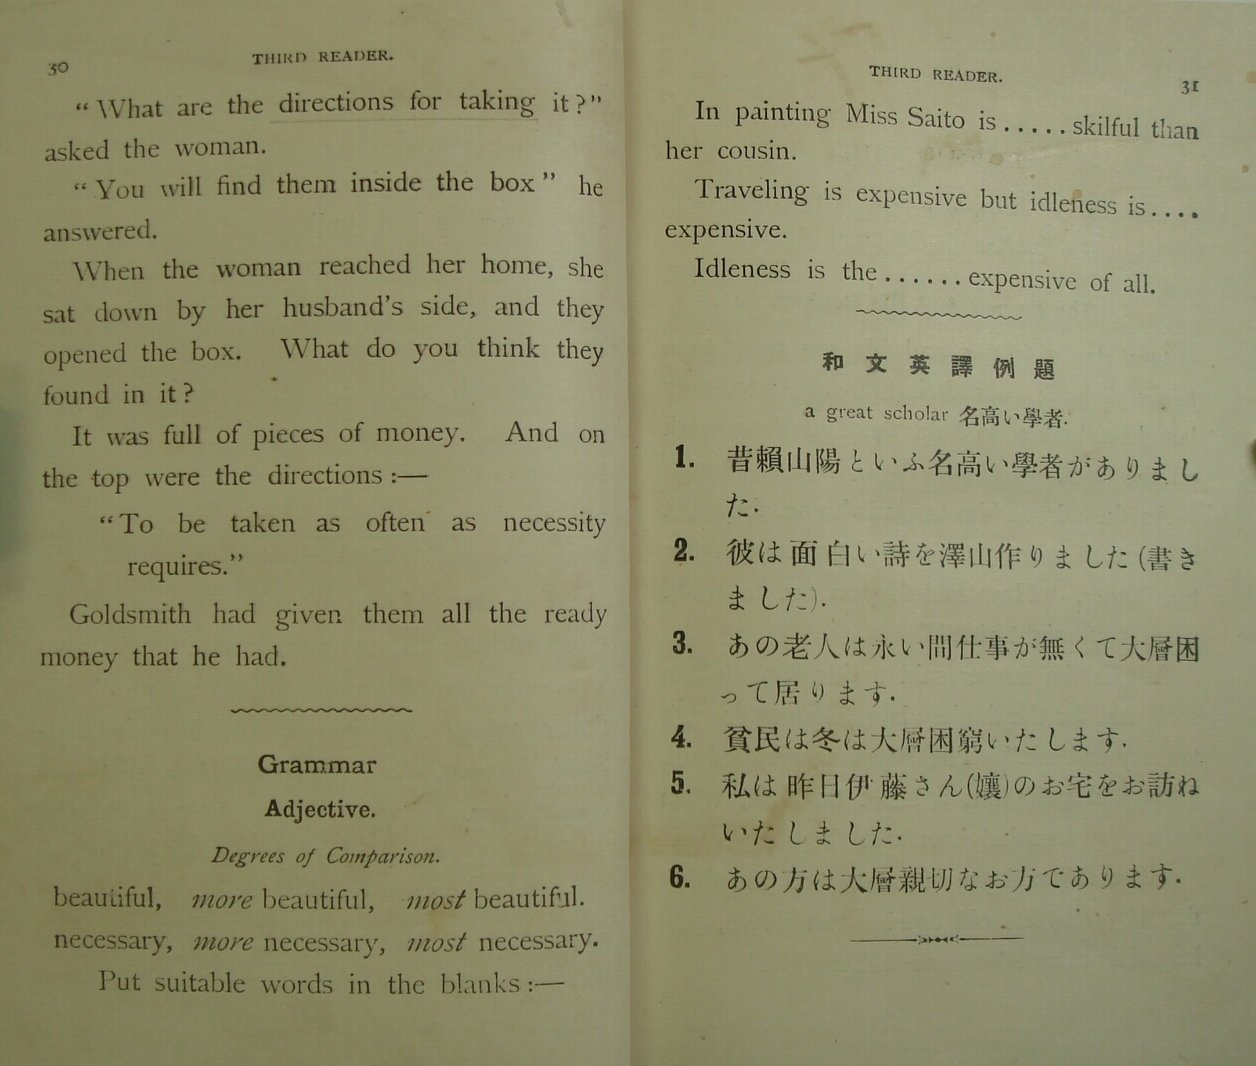 30
THIRD READER.
“ What are the directions for taking it ? ”
asked the woman.
“ You will find them inside the box ” he
answered.
When the woman reached her home, she
sat down by her husband’s side, and they
opened the box. What do you think they
found in it ?
It was full of pieces of money. And on
the top were the directions :—
“ To be taken as often as necessity
requires.”
Goldsmith had given them all the ready
money that he had.
Grammar
Adjective.
Degrees of Comparison.
beautiful, more beautiful, most beautiful.
necessary, more necessary, most necessary.
Put suitable words in the blanks :—
THIRD READER.
31
In painting Miss Saito is ..... skilful than
her cousin.
Traveling is expensive but idleness is ....
expensive.
Idleness is the ...... expensive of all.
和文英譯例題
a great scholar 名高い學者.
1. 昔賴山陽といふ名高い學者がありまし
た.
2. 彼は面白い詩を澤山作りました (書き
ました).
3. あの老人は永い間仕事が無くて大層困
って居ります.
4. 貧民は冬は大層困窮いたします.
5. 私は昨日伊藤さん(孃)のお宅をお訪ね
いたしました.
6. あの方は大層親切なお方であります.